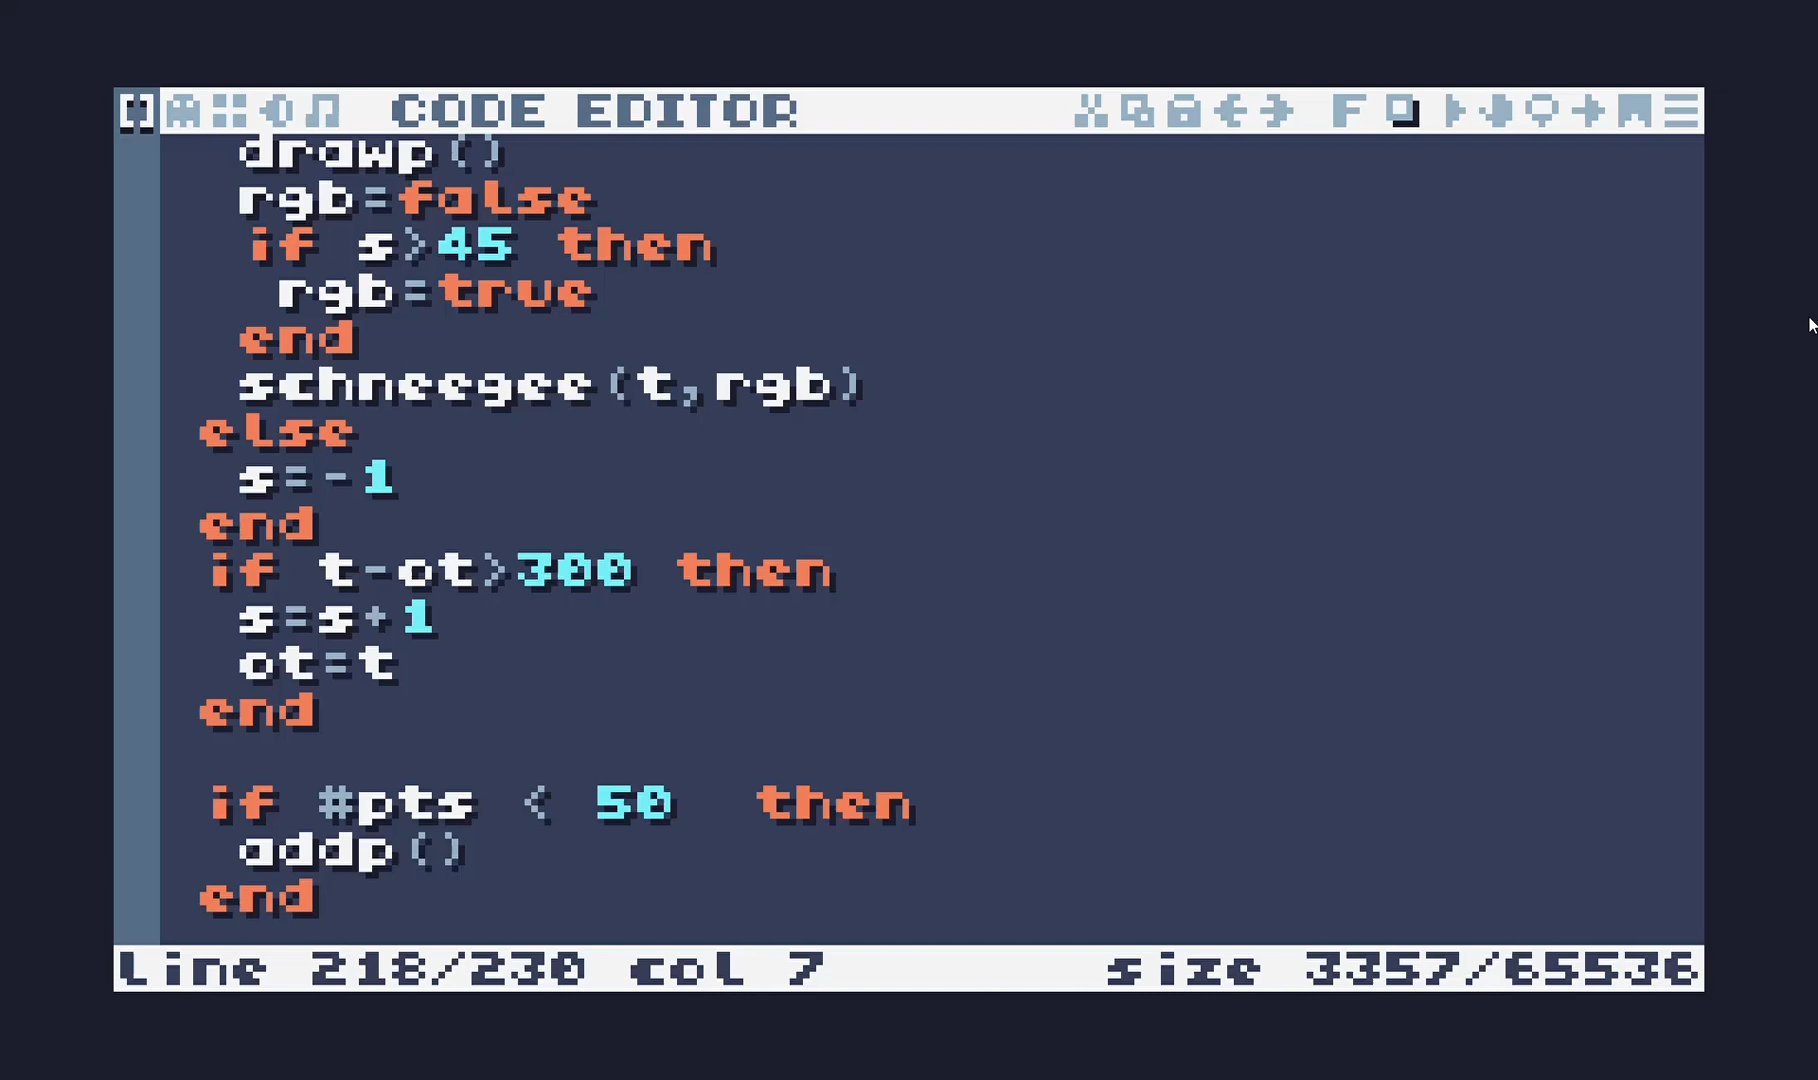 CODE EDITOR F
drawp()
rgb=false
if s>45 then
rgb=true
end
schneegee(t,rgb)
else
s=-1
end
if t-ot>300 then
s=s+1
ot=t
end
if #pts < 50  then
addp()
end
line 218/230 col 7 size 3357/65536